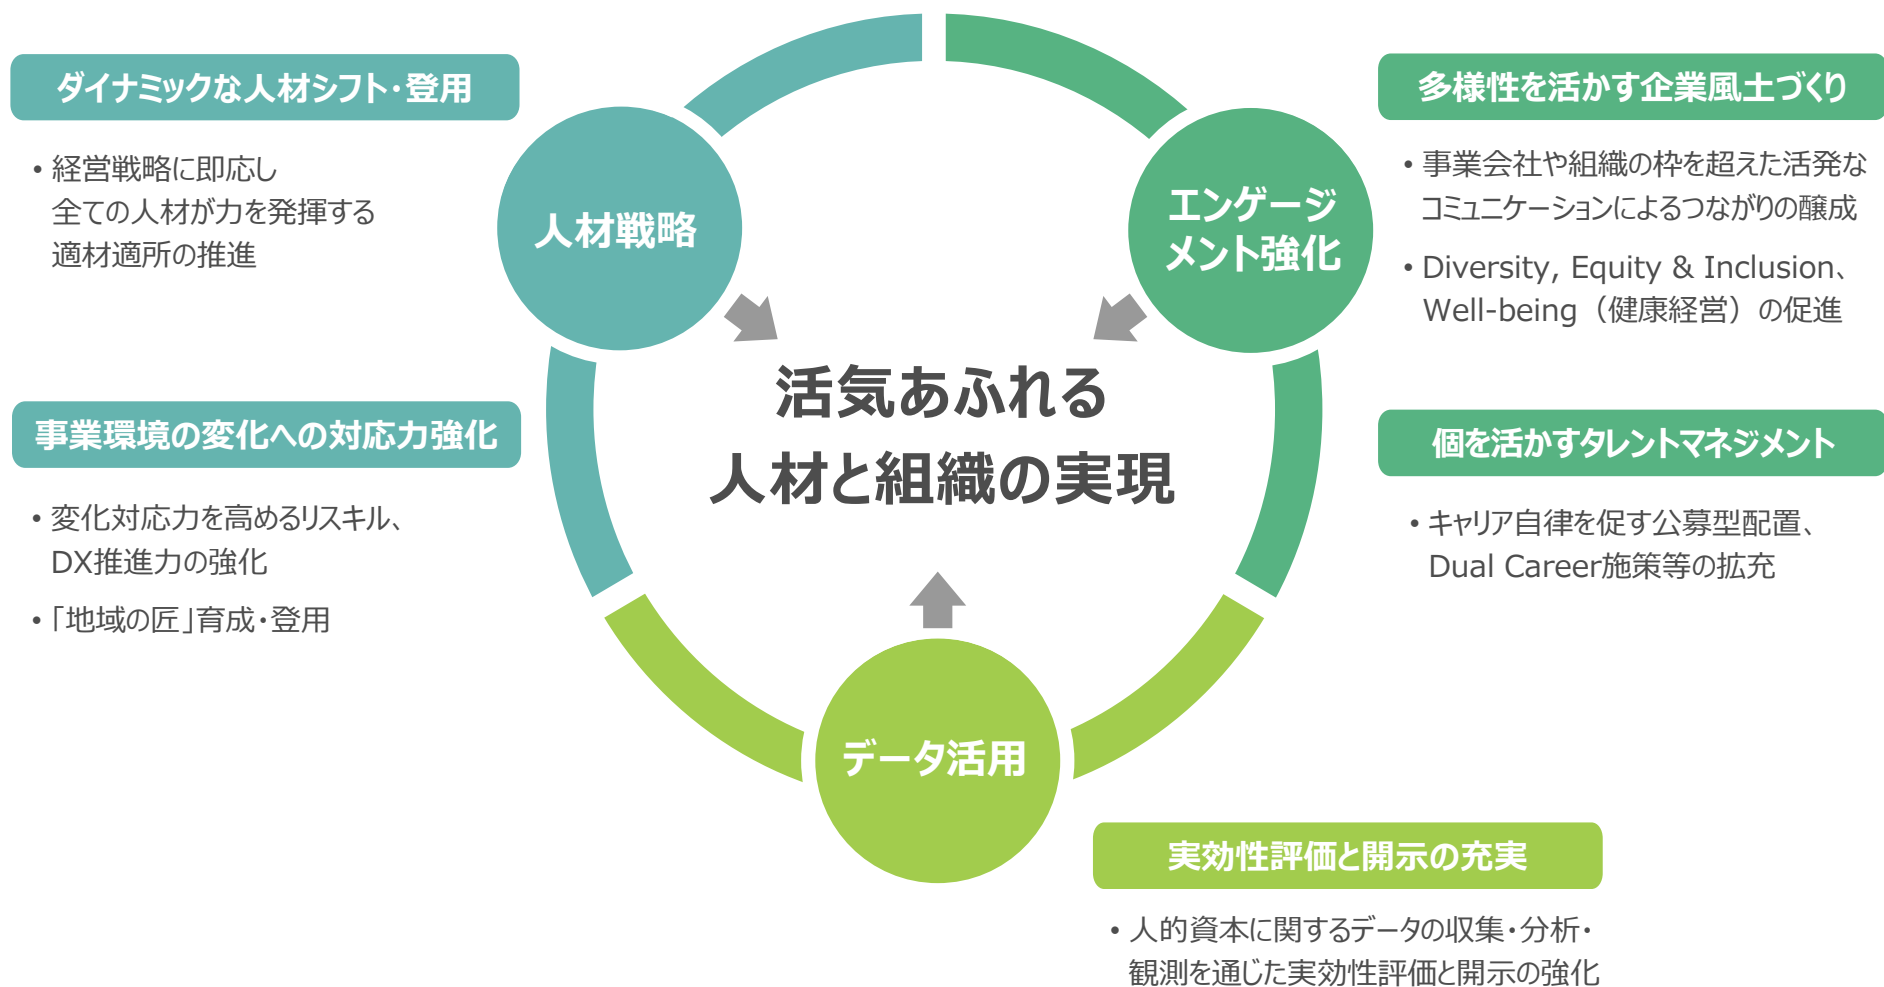 ダイナミックな人材シフト・登用
・経営戦略に即応し
全ての人材が力を発揮する
適材適所の推進
人材戦略
事業環境の変化への対応力強化
・変化対応力を高めるリスキル、
DX推進力の強化
・「地域の匠」育成・登用
エンゲージ
メント強化
多様性を活かす企業風土づくり
・事業会社や組織の枠を超えた活発な
コミュニケーションによるつながりの醸成
・Diversity, Equity & Inclusion、
Well-being（健康経営）の促進
個を活かすタレントマネジメント
・キャリア自律を促す公募型配置、
Dual Career施策等の拡充
活気あふれる
人材と組織の実現
データ活用
実効性評価と開示の充実
・人的資本に関するデータの収集・分析・
観測を通じた実効性評価と開示の強化